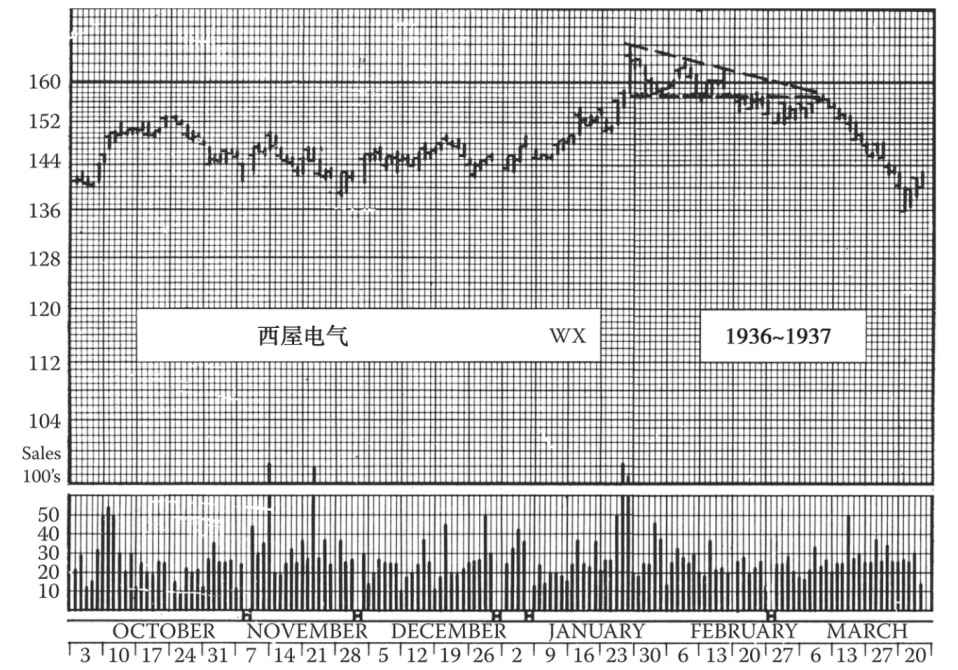 160
152
144
136
128
120
西屋电气 WX 1936~1937
112
104
Sales
100's
50
40
30
20
10
OCTOBER NOVEMBER DECEMBER JANUARY FEBRUARY MARCH
3 10 17 24 31 7 14 21 28 5 12 19 26 2 9 16 23 30 6 13 20 27 6 13 27 20